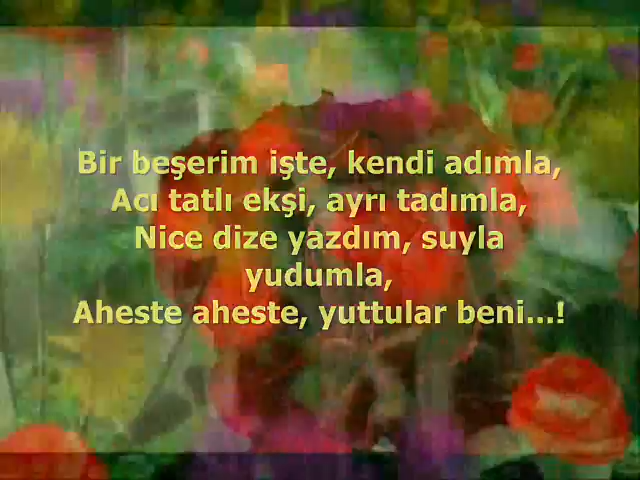 Bir beşerim işte, kendi adımla,
Acı tatlı ekşi, ayrı tadımla,
Nice dize yazdım, suyla
yudumla,
Aheste aheste, yuttular beni...!